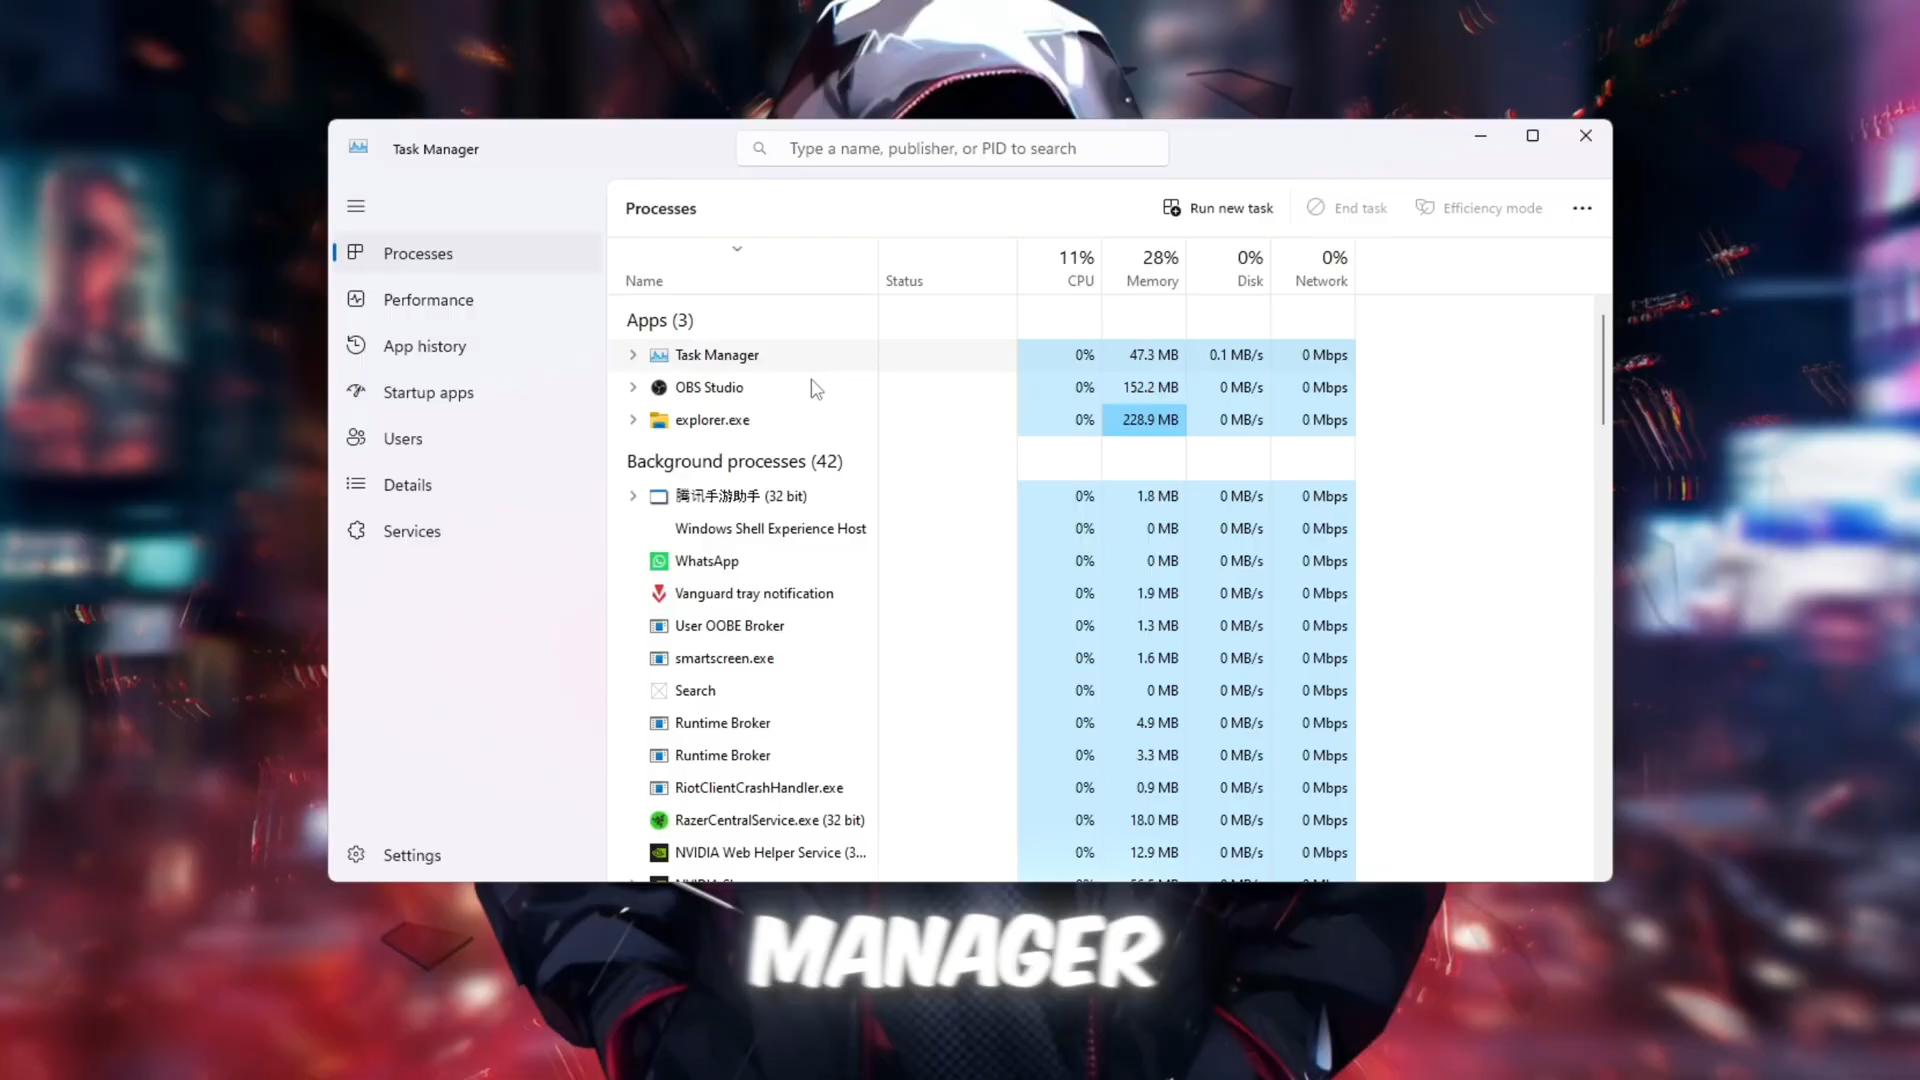 Task Manager
Type a name, publisher, or PID to search
Processes
Run new task
End task
Efficiency mode
Processes
Performance
App history
Startup apps
Users
Details
Services
Settings
11% 28% 0% 0%
Name Status CPU Memory Disk Network
Apps (3)
Task Manager 0% 47.3 MB 0.1 MB/s 0 Mbps
OBS Studio 0% 152.2 MB 0 MB/s 0 Mbps
explorer.exe 0% 228.9 MB 0 MB/s 0 Mbps
Background processes (42)
腾讯手游助手 (32 bit) 0% 1.8 MB 0 MB/s 0 Mbps
Windows Shell Experience Host 0% 0 MB 0 MB/s 0 Mbps
WhatsApp 0% 0 MB 0 MB/s 0 Mbps
Vanguard tray notification 0% 1.9 MB 0 MB/s 0 Mbps
User OOBE Broker 0% 1.3 MB 0 MB/s 0 Mbps
smartscreen.exe 0% 1.6 MB 0 MB/s 0 Mbps
Search 0% 0 MB 0 MB/s 0 Mbps
Runtime Broker 0% 4.9 MB 0 MB/s 0 Mbps
Runtime Broker 0% 3.3 MB 0 MB/s 0 Mbps
RiotClientCrashHandler.exe 0% 0.9 MB 0 MB/s 0 Mbps
RazerCentralService.exe (32 bit) 0% 18.0 MB 0 MB/s 0 Mbps
NVIDIA Web Helper Service (3... 0% 12.9 MB 0 MB/s 0 Mbps
MANAGER